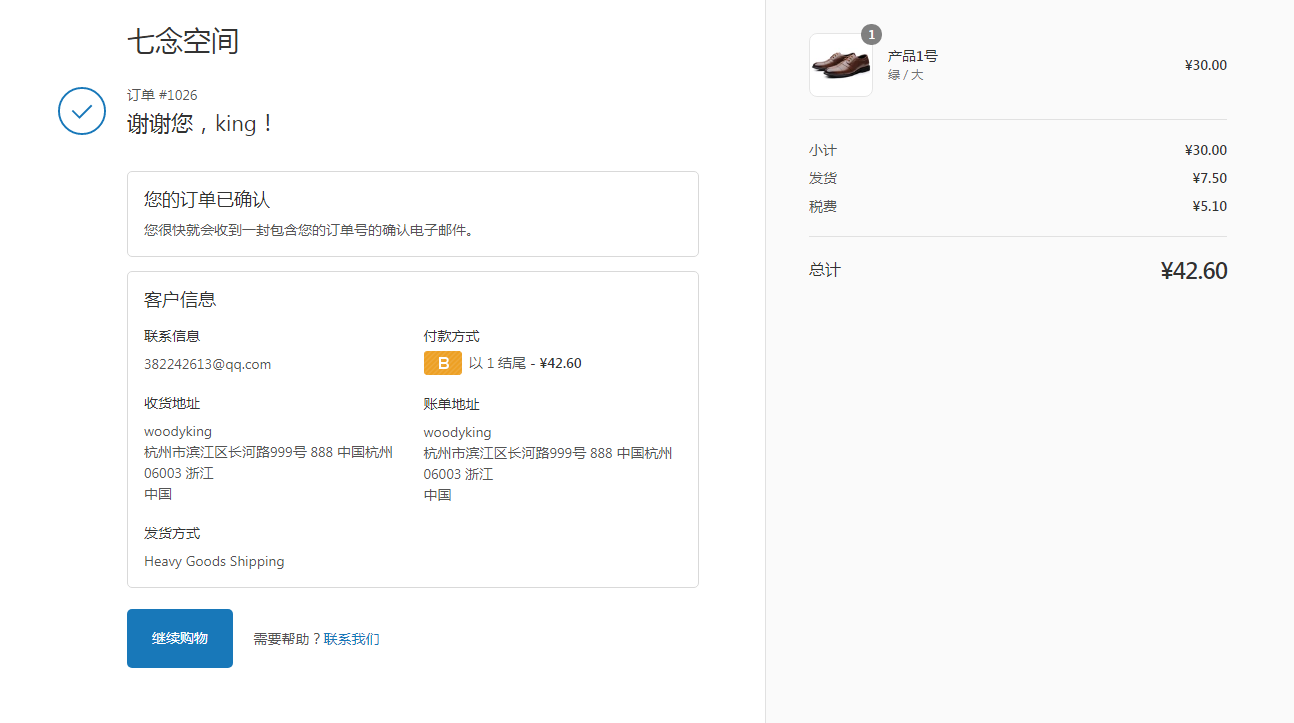 七念空间
订单 #1026
谢谢您，king！
您的订单已确认
您很快就会收到一封包含您的订单号的确认电子邮件。
客户信息
联系信息
382242613@qq.com
付款方式
B 以 1 结尾 - ¥42.60
收货地址
woodyking
杭州市滨江区长河路999号 888 中国杭州
06003 浙江
中国
账单地址
woodyking
杭州市滨江区长河路999号 888 中国杭州
06003 浙江
中国
发货方式
Heavy Goods Shipping
继续购物 需要帮助？联系我们
1
产品1号 ¥30.00
绿 / 大
小计 ¥30.00
发货 ¥7.50
税费 ¥5.10
总计 ¥42.60